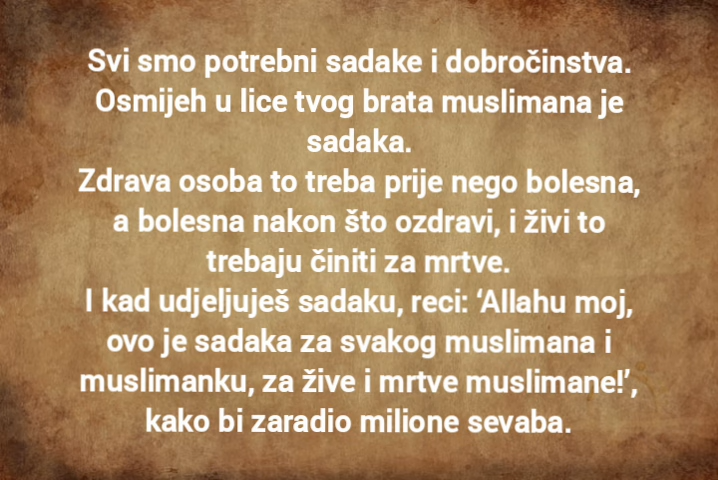 Svi smo potrebni sadake i dobročinstva.
Osmijeh u lice tvog brata muslimana je
sadaka.
Zdrava osoba to treba prije nego bolesna,
a bolesna nakon što ozdravi, i živi to
trebaju činiti za mrtve.
I kad udjeljuješ sadaku, reci: ‘Allahu moj,
ovo je sadaka za svakog muslimana i
muslimanku, za žive i mrtve muslimane!’,
kako bi zaradio milione sevaba.